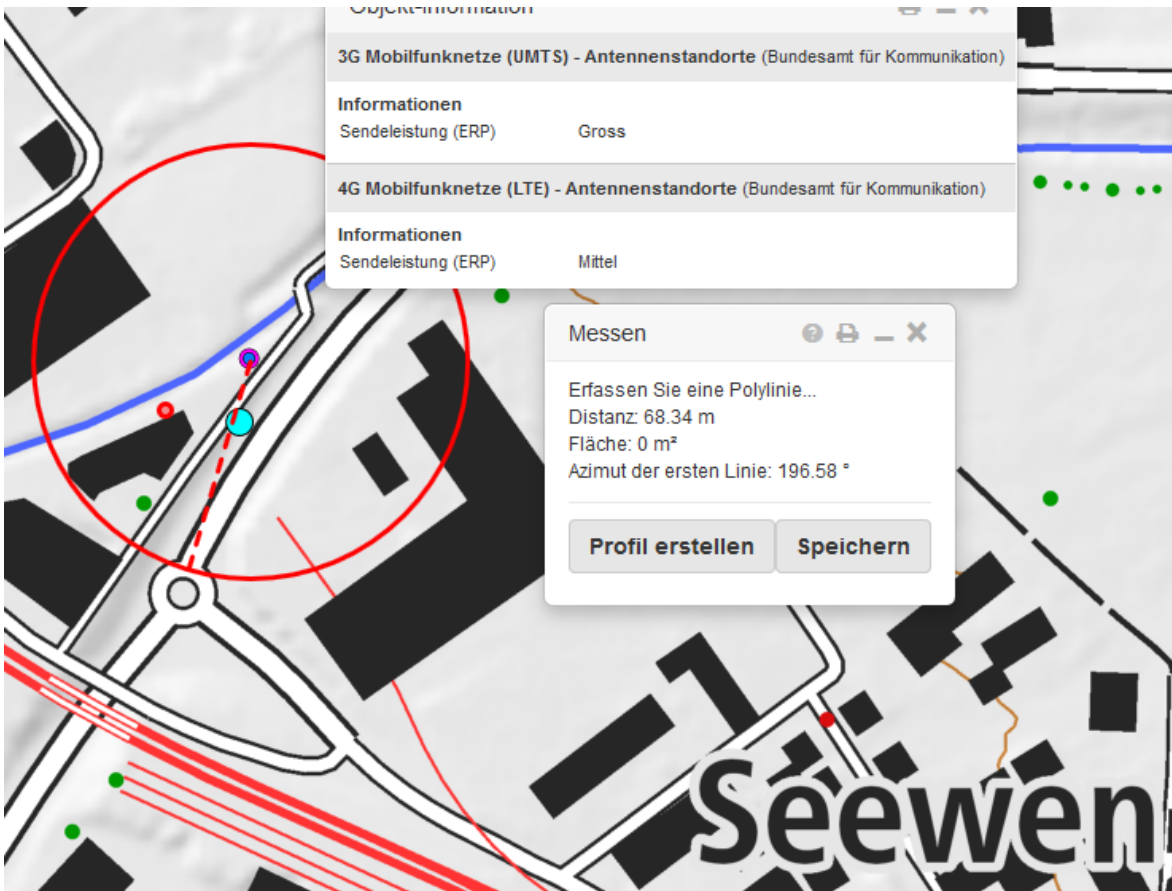 Objekt-Information
3G Mobilfunknetze (UMTS) - Antennenstandorte (Bundesamt für Kommunikation)
Informationen
Sendeleistung (ERP) Gross
4G Mobilfunknetze (LTE) - Antennenstandorte (Bundesamt für Kommunikation)
Informationen
Sendeleistung (ERP) Mittel
Messen
Erfassen Sie eine Polylinie...
Distanz: 68.34 m
Fläche: 0 m²
Azimut der ersten Linie: 196.58 °
Profil erstellen Speichern
Seewen